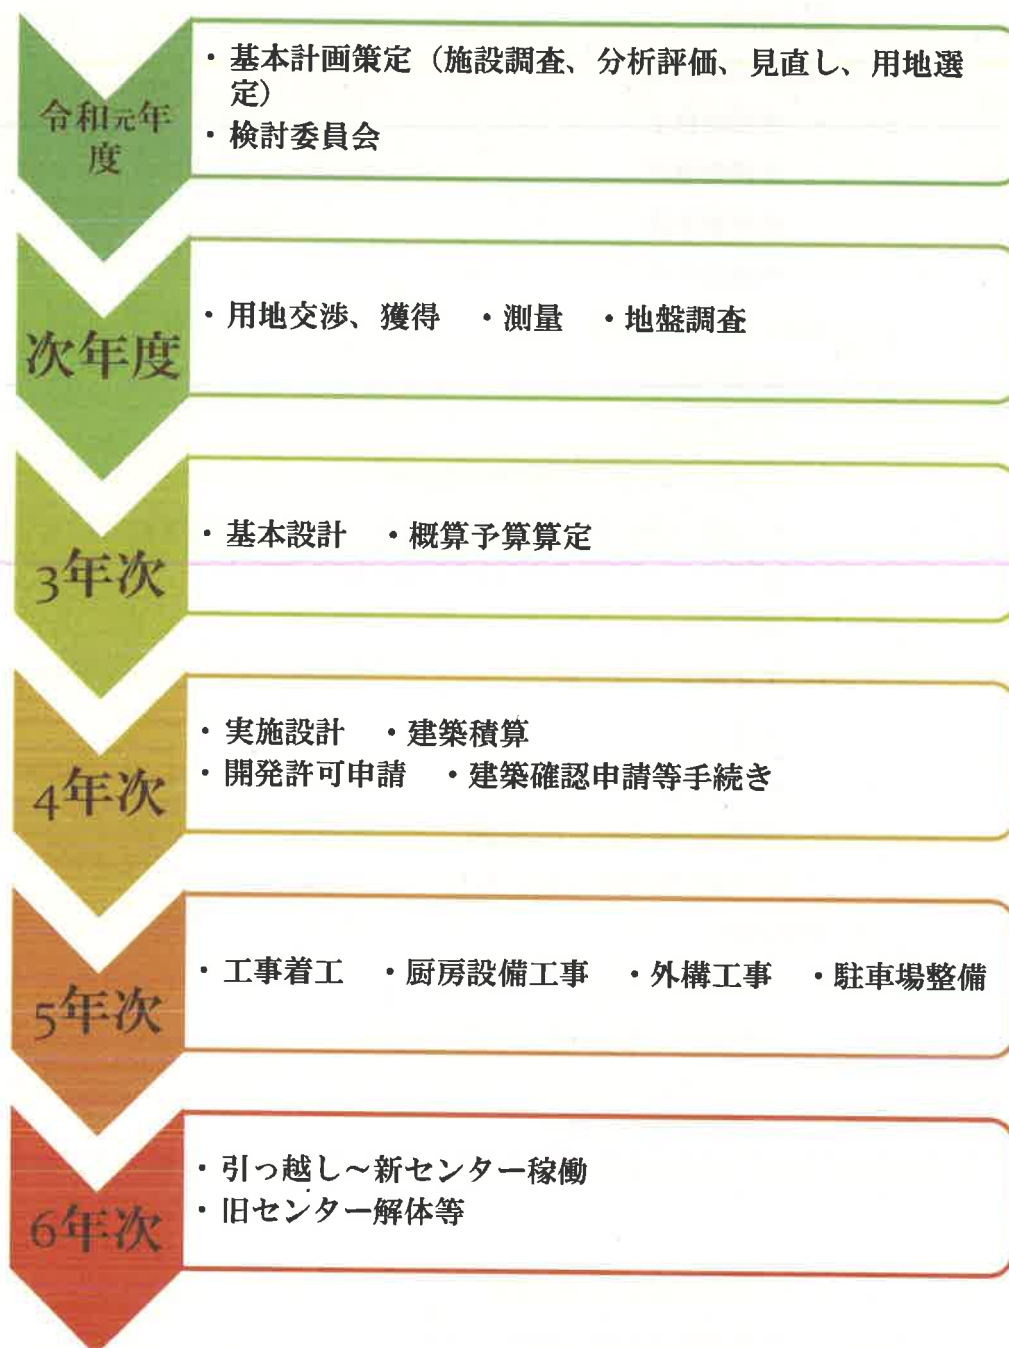 令和元年
度
・基本計画策定（施設調査、分析評価、見直し、用地選
定）
・検討委員会
次年度
・用地交渉、獲得　・測量　・地盤調査
3年次
・基本設計　・概算予算算定
4年次
・実施設計　・建築積算
・開発許可申請　・建築確認申請等手続き
5年次
・工事着工　・厨房設備工事　・外構工事　・駐車場整備
6年次
・引っ越し～新センター稼働
・旧センター解体等